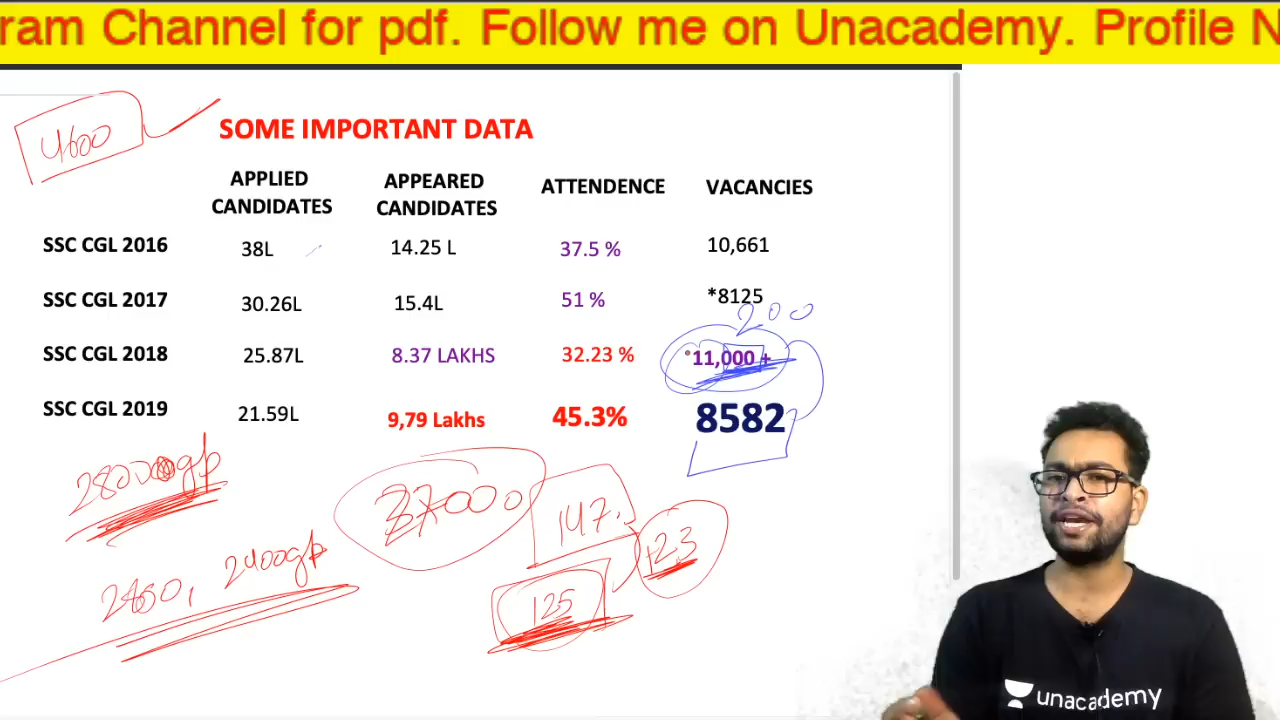 ram Channel for pdf. Follow me on Unacademy. Profile N
4600
SOME IMPORTANT DATA
APPLIED CANDIDATES APPEARED CANDIDATES ATTENDENCE VACANCIES
SSC CGL 2016 38L 14.25 L 37.5 % 10,661
SSC CGL 2017 30.26L 15.4L 51 % *8125
200
SSC CGL 2018 25.87L 8.37 LAKHS 32.23 % *11,000 +
SSC CGL 2019 21.59L 9,79 Lakhs 45.3% 8582
37000
147.
123
125
2400gp
unacademy